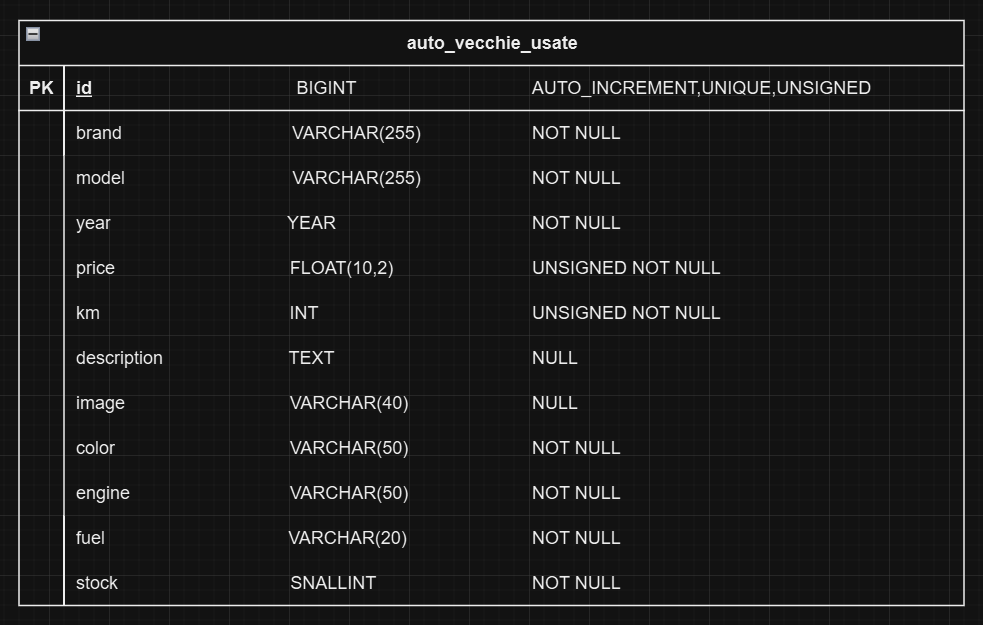 auto_vecchie_usate
PK id BIGINT AUTO_INCREMENT,UNIQUE,UNSIGNED
brand VARCHAR(255) NOT NULL
model VARCHAR(255) NOT NULL
year YEAR NOT NULL
price FLOAT(10,2) UNSIGNED NOT NULL
km INT UNSIGNED NOT NULL
description TEXT NULL
image VARCHAR(40) NULL
color VARCHAR(50) NOT NULL
engine VARCHAR(50) NOT NULL
fuel VARCHAR(20) NOT NULL
stock SNALLINT NOT NULL